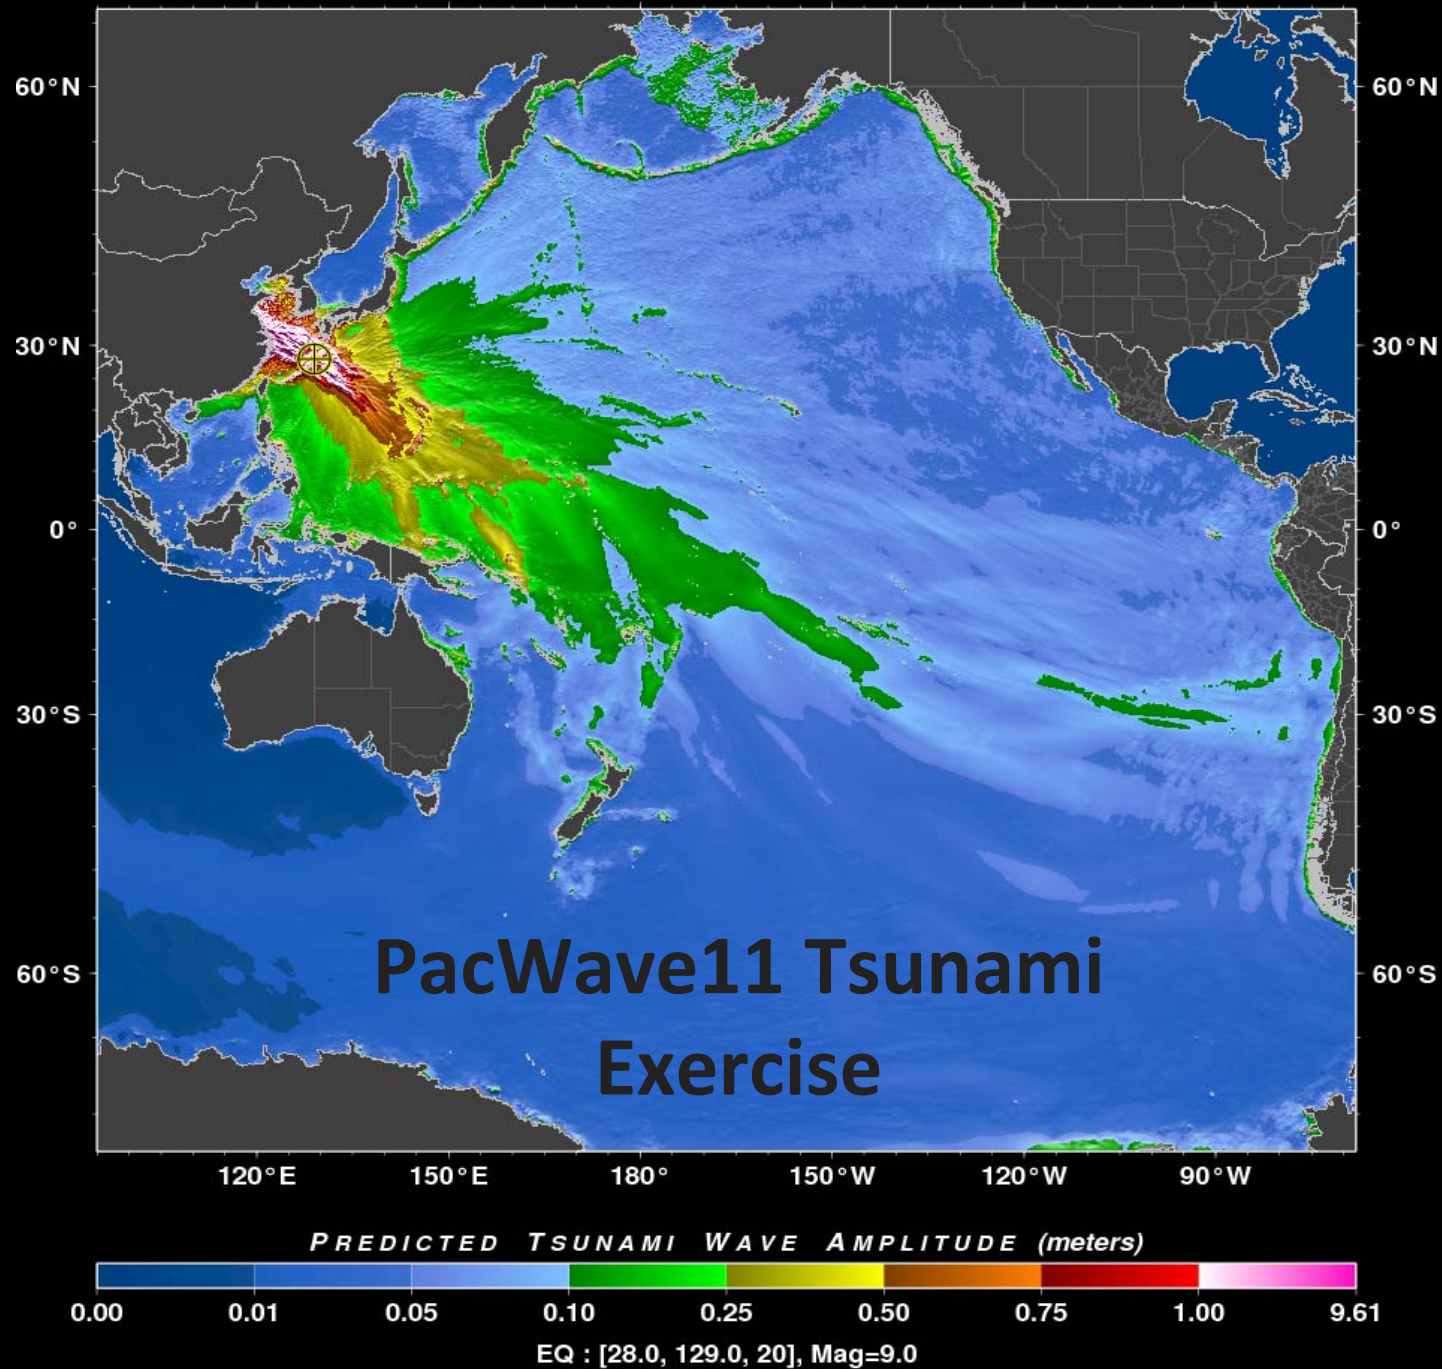 60°N
60°N
30°N
30°N
0°
0°
30°S
30°S
PacWave11 Tsunami
60°S
60°S
Exercise
120°E 150°E 180° 150°W 120°W 90°W
PREDICTED TSUNAMI WAVE AMPLITUDE (meters)
0.00 0.01 0.05 0.10 0.25 0.50 0.75 1.00 9.61
EQ : [28.0, 129.0, 20], Mag=9.0